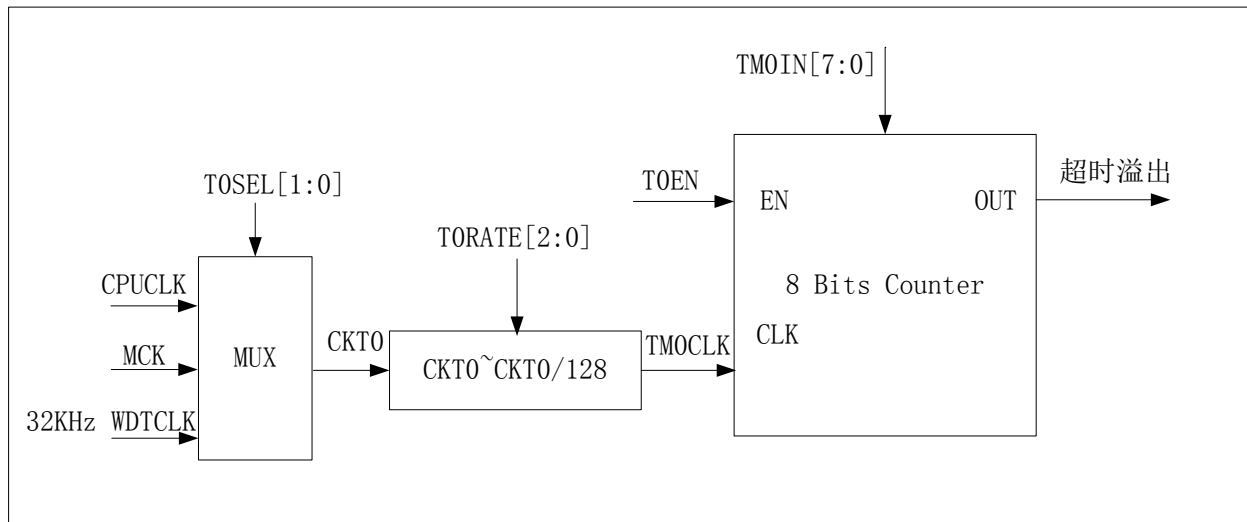 TM0IN[7:0]
超时溢出
T0SEL[1:0]
T0EN
EN
OUT
T0RATE[2:0]
CPUCLK
8 Bits Counter
CKT0
TM0CLK
CLK
MCK
MUX
CKT0~CKT0/128
32KHz WDTCLK